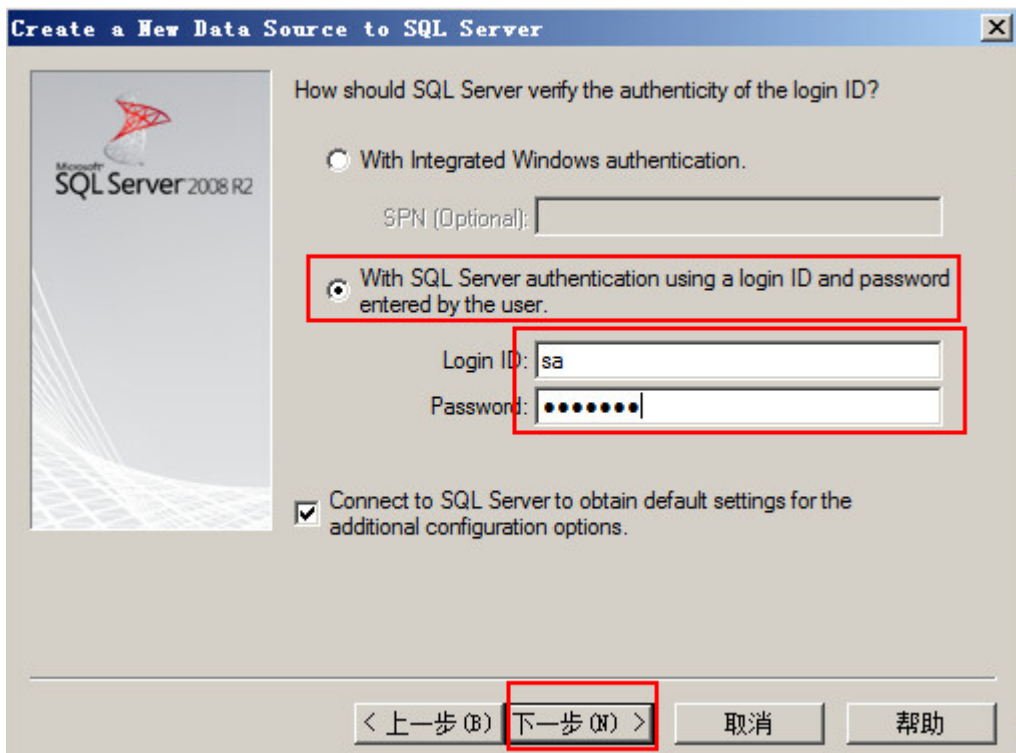 Create a New Data Source to SQL Server
How should SQL Server verify the authenticity of the login ID?
Microsoft
SQL Server 2008 R2
With Integrated Windows authentication.
SPN (Optional):
With SQL Server authentication using a login ID and password
entered by the user.
Login ID: sa
Password: ●●●●●●●
Connect to SQL Server to obtain default settings for the
additional configuration options.
< 上一步(B) 下一步(N) > 取消 帮助